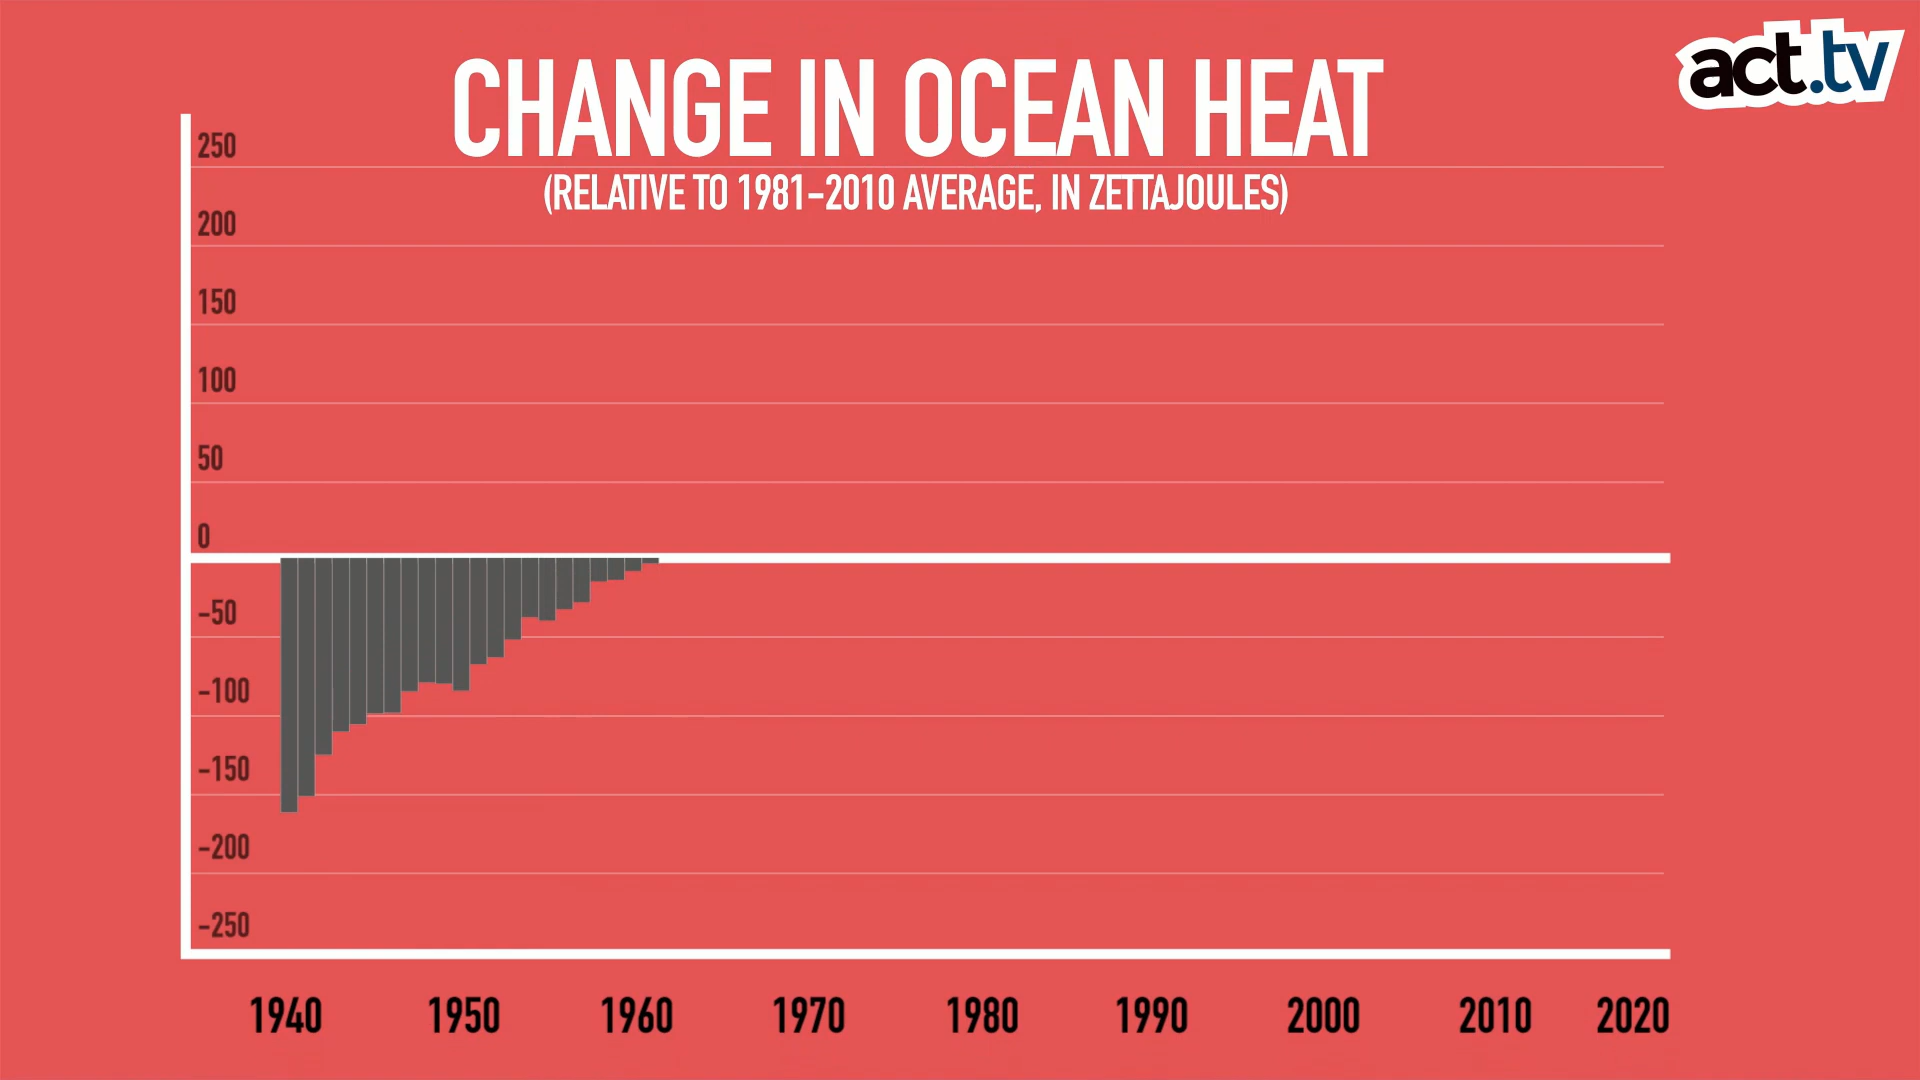 act.tv
CHANGE IN OCEAN HEAT
(RELATIVE TO 1981-2010 AVERAGE, IN ZETTAJOULES)
250
200
150
100
50
0
-50
-100
-150
-200
-250
1940 1950 1960 1970 1980 1990 2000 2010 2020